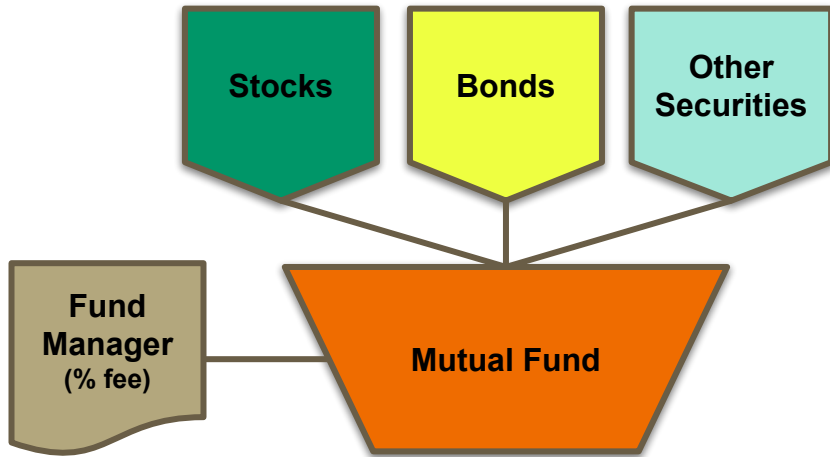 Stocks
Bonds
Other
Securities
Fund
Manager
(% fee)
Mutual Fund